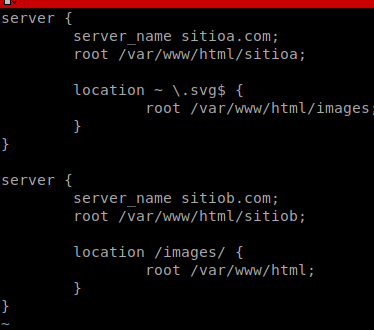 server {
        server_name sitioa.com;
        root /var/www/html/sitioa;

        location ~ \.svg$ {
                root /var/www/html/images;
        }
}

server {
        server_name sitiob.com;
        root /var/www/html/sitiob;

        location /images/ {
                root /var/www/html;
        }
}
~